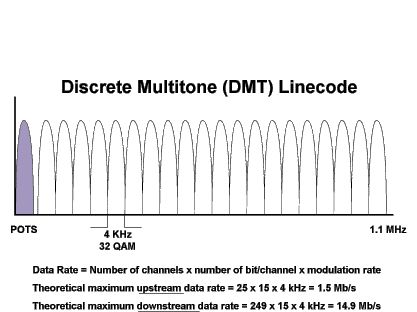 Discrete Multitone (DMT) Linecode
POTS
4 KHz
32 QAM
1.1 MHz
Data Rate = Number of channels x number of bit/channel x modulation rate
Theoretical maximum upstream data rate = 25 x 15 x 4 kHz = 1.5 Mb/s
Theoretical maximum downstream data rate = 249 x 15 x 4 kHz = 14.9 Mb/s